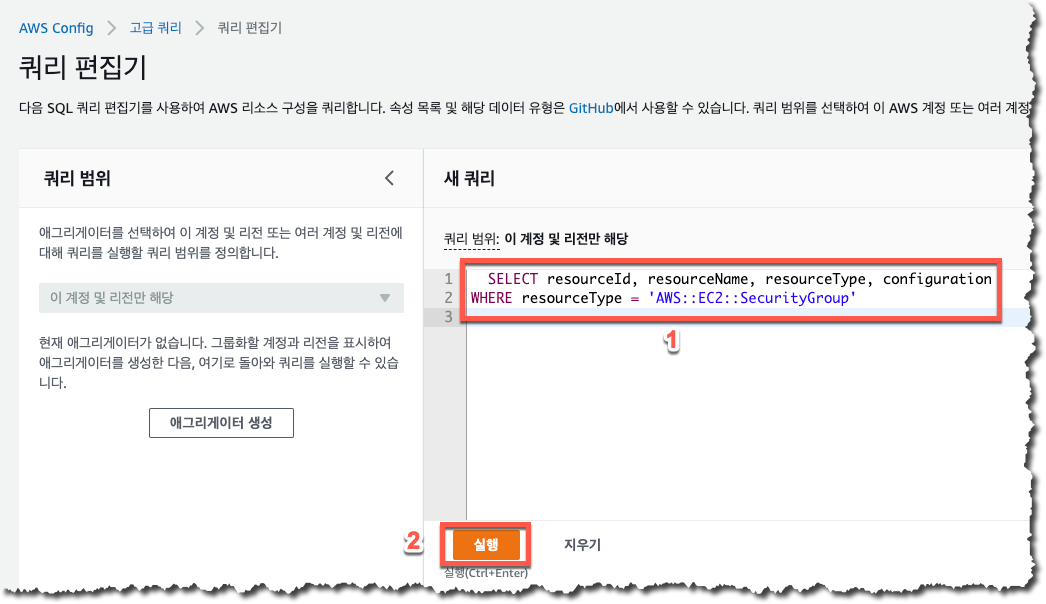 AWS Config > 고급 쿼리 > 쿼리 편집기
쿼리 편집기
다음 SQL 쿼리 편집기를 사용하여 AWS 리소스 구성을 쿼리합니다. 속성 목록 및 해당 데이터 유형은 GitHub에서 사용할 수 있습니다. 쿼리 범위를 선택하여 이 AWS 계정 또는 여러 계정
쿼리 범위
애그리게이터를 선택하여 이 계정 및 리전 또는 여러 계정 및 리전에
대해 쿼리를 실행할 쿼리 범위를 정의합니다.
이 계정 및 리전만 해당
현재 애그리게이터가 없습니다. 그룹화할 계정과 리전을 표시하여
애그리게이터를 생성한 다음, 여기로 돌아와 쿼리를 실행할 수 있습
니다.
애그리게이터 생성
새 쿼리
쿼리 범위: 이 계정 및 리전만 해당
1 SELECT resourceId, resourceName, resourceType, configuration
2 WHERE resourceType = 'AWS::EC2::SecurityGroup'
3
1
2
실행
지우기
실행(Ctrl+Enter)